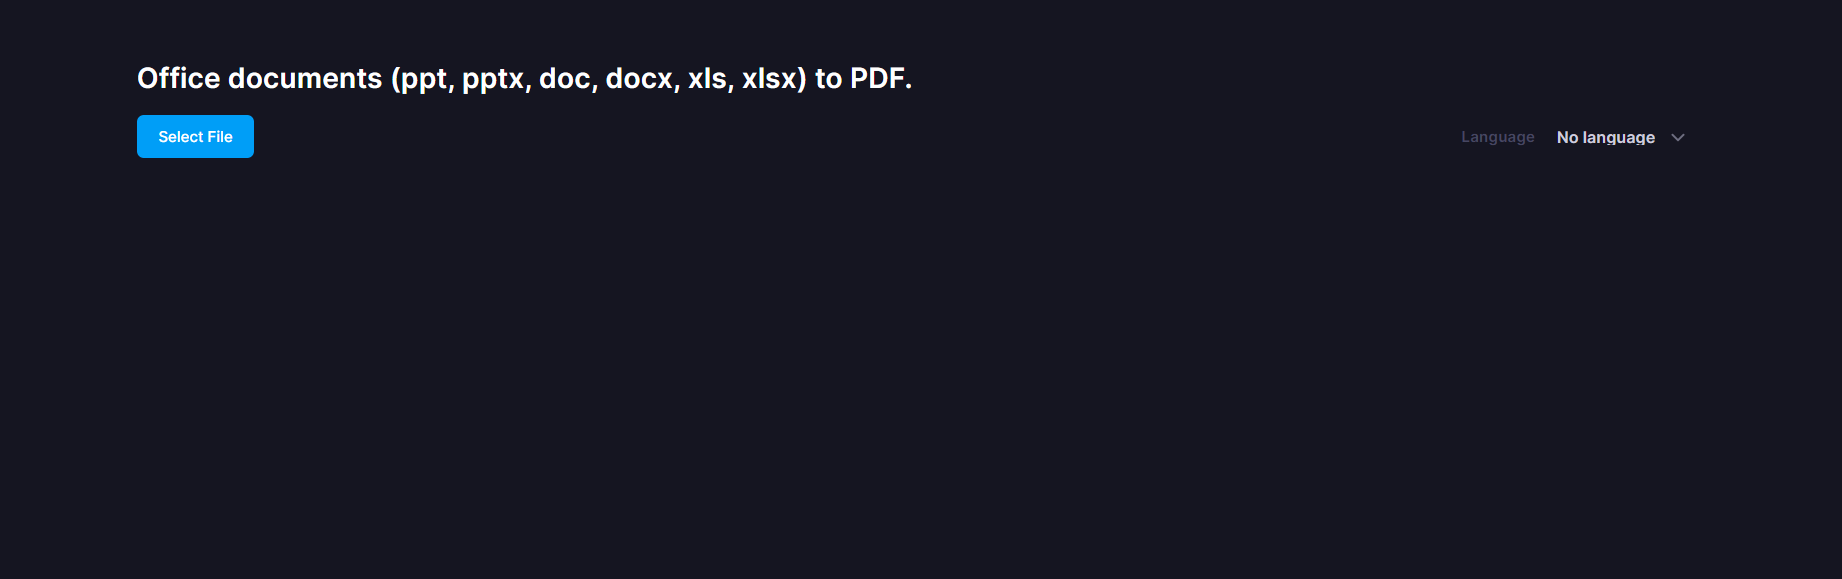 Office documents (ppt, pptx, doc, docx, xls, xlsx) to PDF.
Select File
Language No language